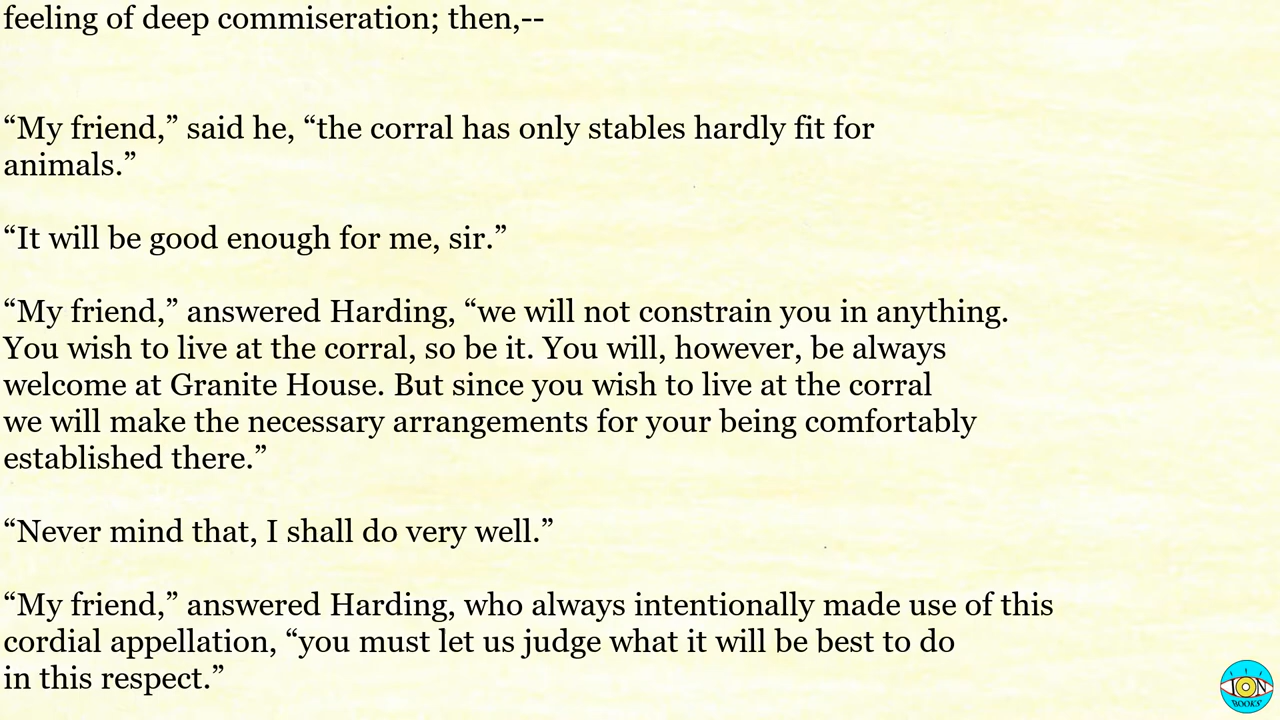 feeling of deep commiseration; then,--
“My friend,” said he, “the corral has only stables hardly fit for
animals.”
“It will be good enough for me, sir.”
“My friend,” answered Harding, “we will not constrain you in anything.
You wish to live at the corral, so be it. You will, however, be always
welcome at Granite House. But since you wish to live at the corral
we will make the necessary arrangements for your being comfortably
established there.”
“Never mind that, I shall do very well.”
“My friend,” answered Harding, who always intentionally made use of this
cordial appellation, “you must let us judge what it will be best to do
in this respect.”
ION
BOOKS